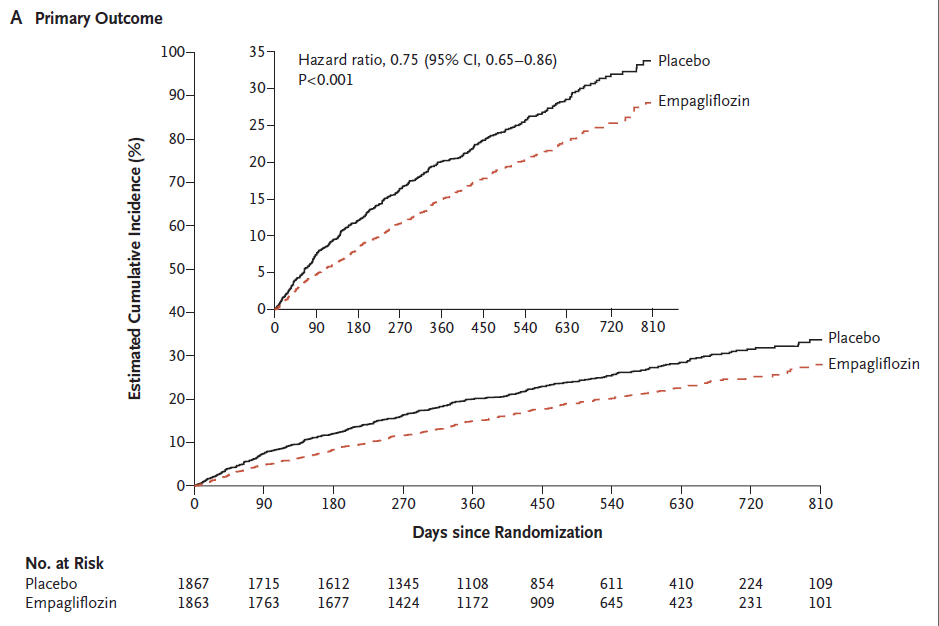 A Primary Outcome
Estimated Cumulative Incidence (%)
100
90
80
70
60
50
40
30
20
10
0
35
30
25
20
15
10
5
0
Hazard ratio, 0.75 (95% CI, 0.65–0.86)
P<0.001
Placebo
Empagliflozin
0 90 180 270 360 450 540 630 720 810
Placebo
Empagliflozin
0 90 180 270 360 450 540 630 720 810
Days since Randomization
No. at Risk
Placebo 1867 1715 1612 1345 1108 854 611 410 224 109
Empagliflozin 1863 1763 1677 1424 1172 909 645 423 231 101